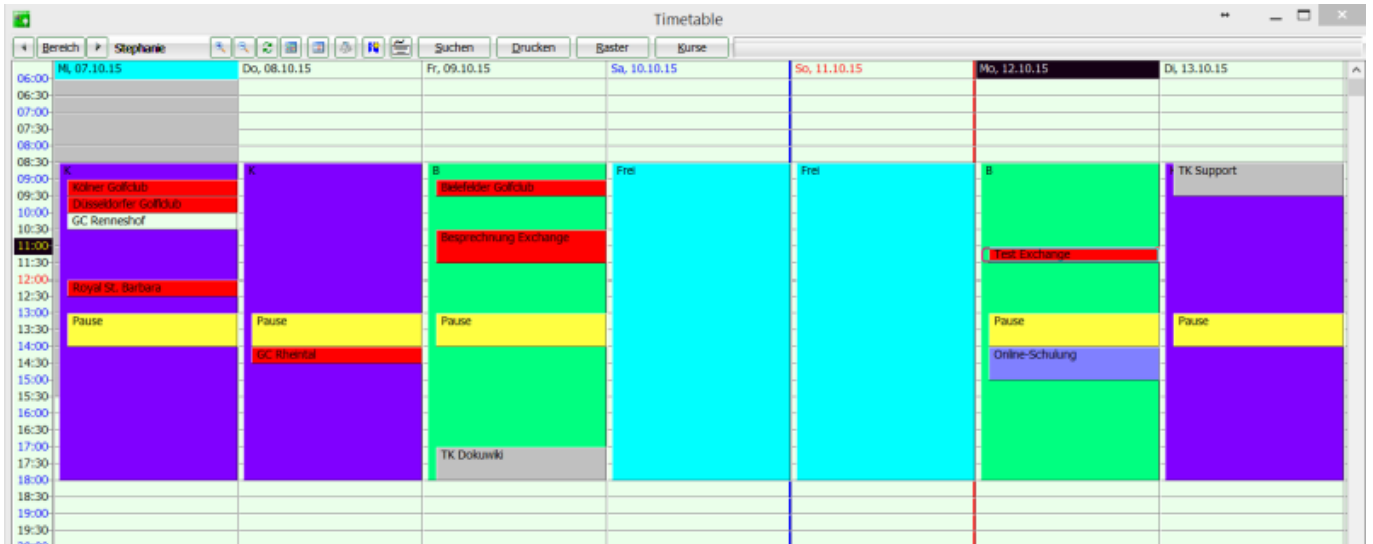 Timetable
Bereich Stephanie Suchen Drucken Raster Kurse
Mi, 07.10.15 Do, 08.10.15 Fr, 09.10.15 Sa, 10.10.15 So, 11.10.15 Mo, 12.10.15 Di, 13.10.15
06:00
06:30
07:00
07:30
08:00
08:30
K K B Frei Frei B TK Support
09:00
Kölner Golfclub Bielefelder Golfclub
09:30
Düsseldorfer Golfclub
10:00
GC Renneshof
10:30
Besprechnung Exchange
11:00
Test Exchange
11:30
12:00
Royal St. Barbara
12:30
13:00
Pause Pause Pause Pause Pause
13:30
14:00
GC Rheintal Online-Schulung
14:30
15:00
15:30
16:00
16:30
17:00
TK Dokuwiki
17:30
18:00
18:30
19:00
19:30